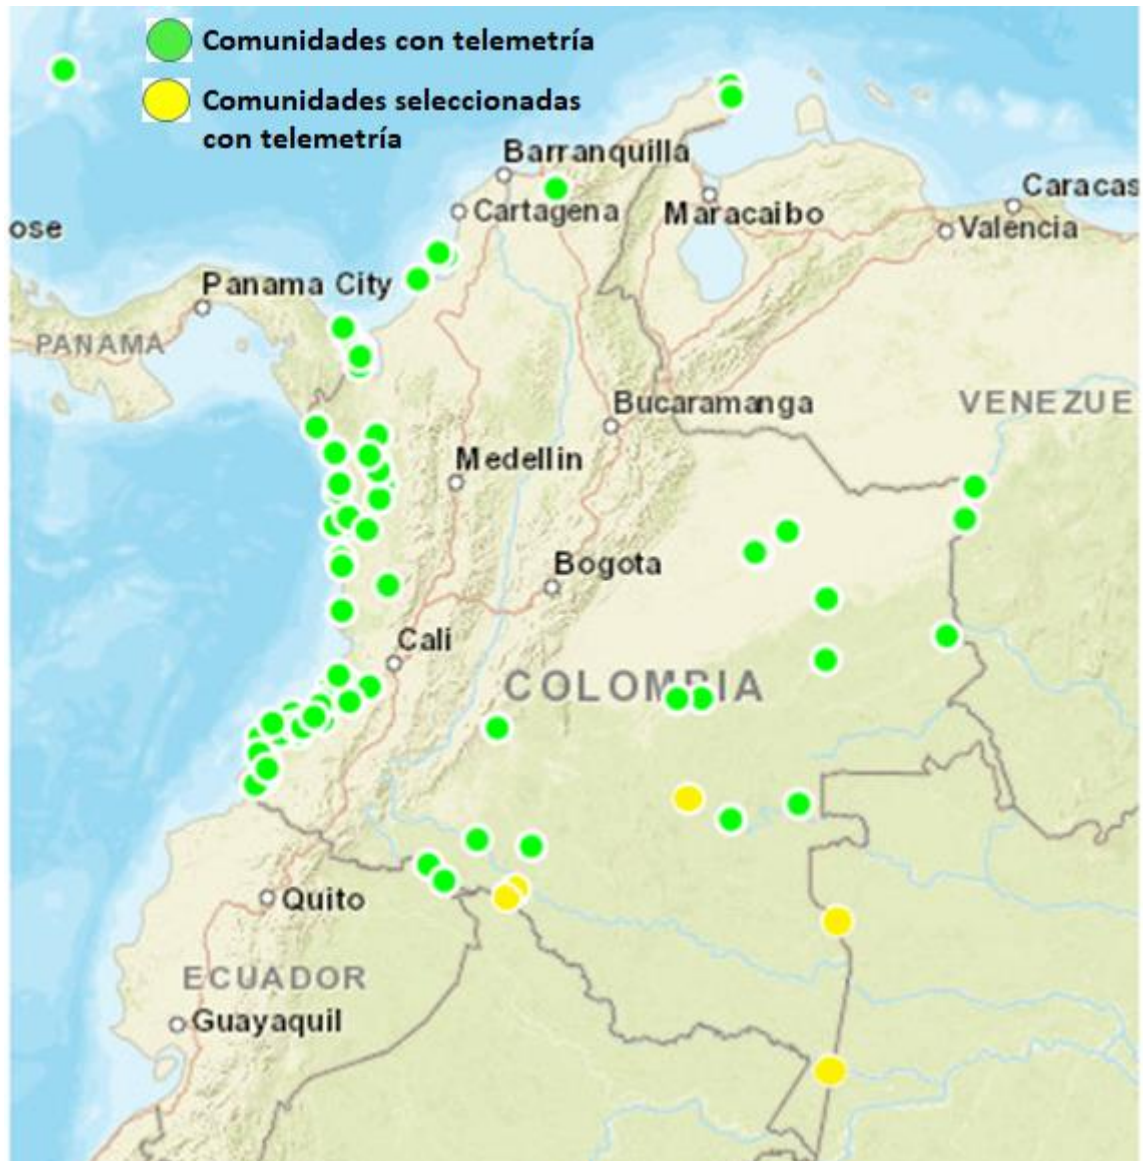 Comunidades con telemetría
Comunidades seleccionadas
con telemetría
Barranquilla
Caracas
Cartagena
Maracaibo
ose
Valencia
Panama City
PANAMA
Bucaramanga
VENEZUE
Medellin
Bogota
Cali
COLOMBIA
Quito
ECUADOR
Guayaquil